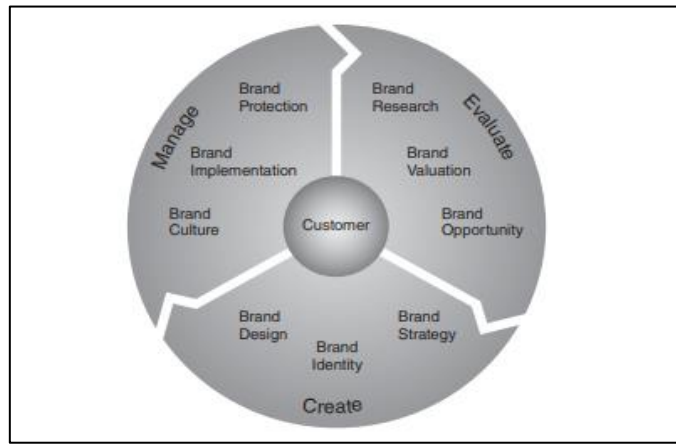 Manage
Brand
Protection
Brand
Implementation
Brand
Culture
Evaluate
Brand
Research
Brand
Valuation
Brand
Opportunity
Customer
Brand
Design
Brand
Identity
Brand
Strategy
Create